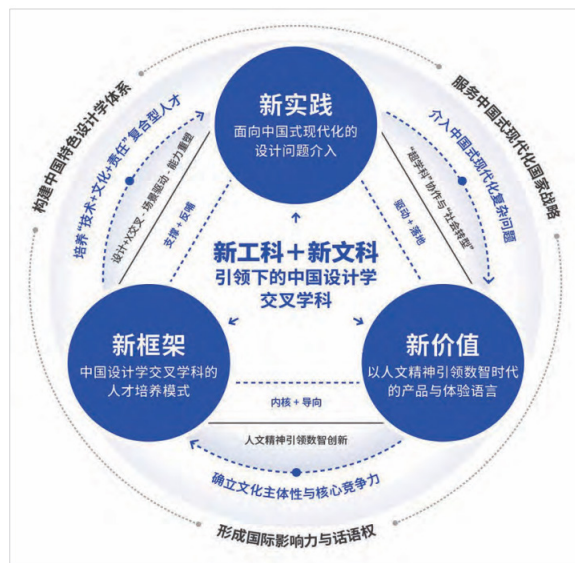 构建中国特色设计学体系
服务中国式现代化国家战略
培养“技术+文化+责任”复合型人才
设计+X交叉 - 场景驱动 - 能力重塑
支撑 + 反哺
新实践
面向中国式现代化的
设计问题介入
介入中国式现代化复杂问题
“超学科”协作与“社会转型”
驱动 + 落地
新工科＋新文科
引领下的中国设计学
交叉学科
新框架
中国设计学交叉学科的
人才培养模式
新价值
以人文精神引领数智时代
的产品与体验语言
内核 + 导向
人文精神引领数智创新
确立文化主体性与核心竞争力
形成国际影响力与话语权